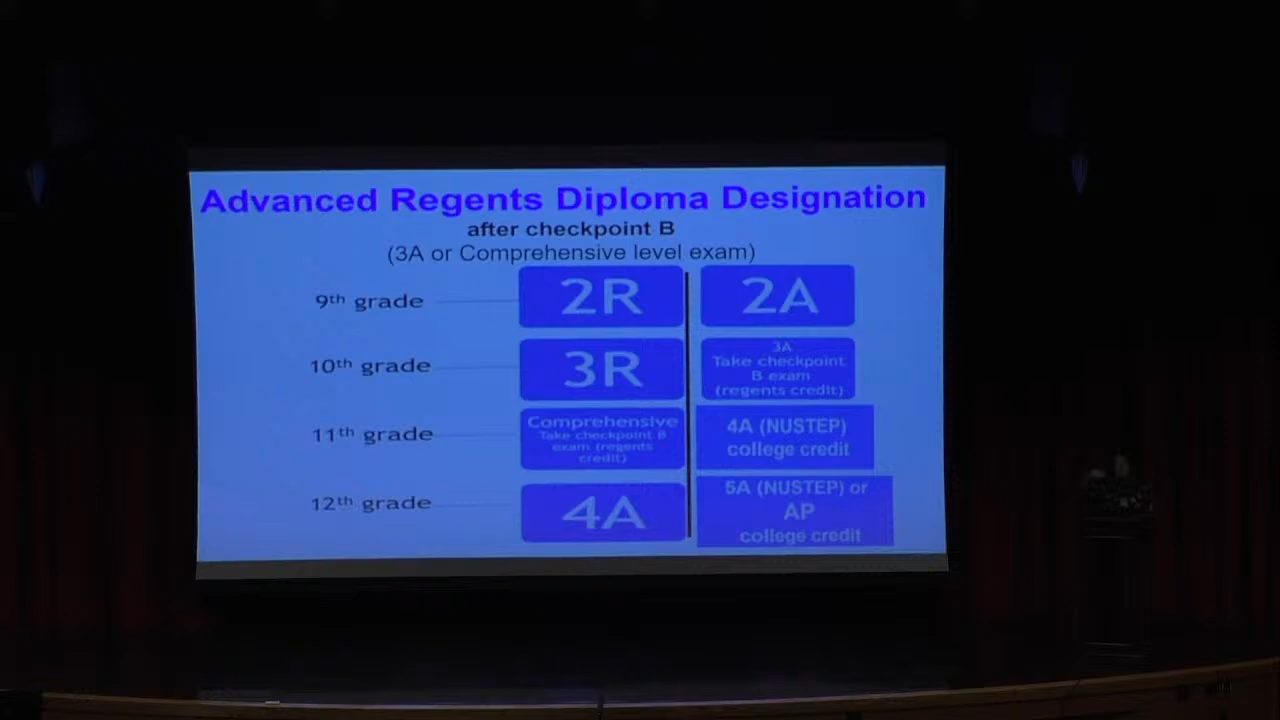 Advanced Regents Diploma Designation
after checkpoint B
(3A or Comprehensive level exam)
9th grade
2R
2A
10th grade
3R
3A
Take checkpoint
B exam
(regents credit)
11th grade
Comprehensive
Take checkpoint B
exam (regents
credit)
4A (NUSTEP)
college credit
12th grade
4A
5A (NUSTEP) or
AP
college credit